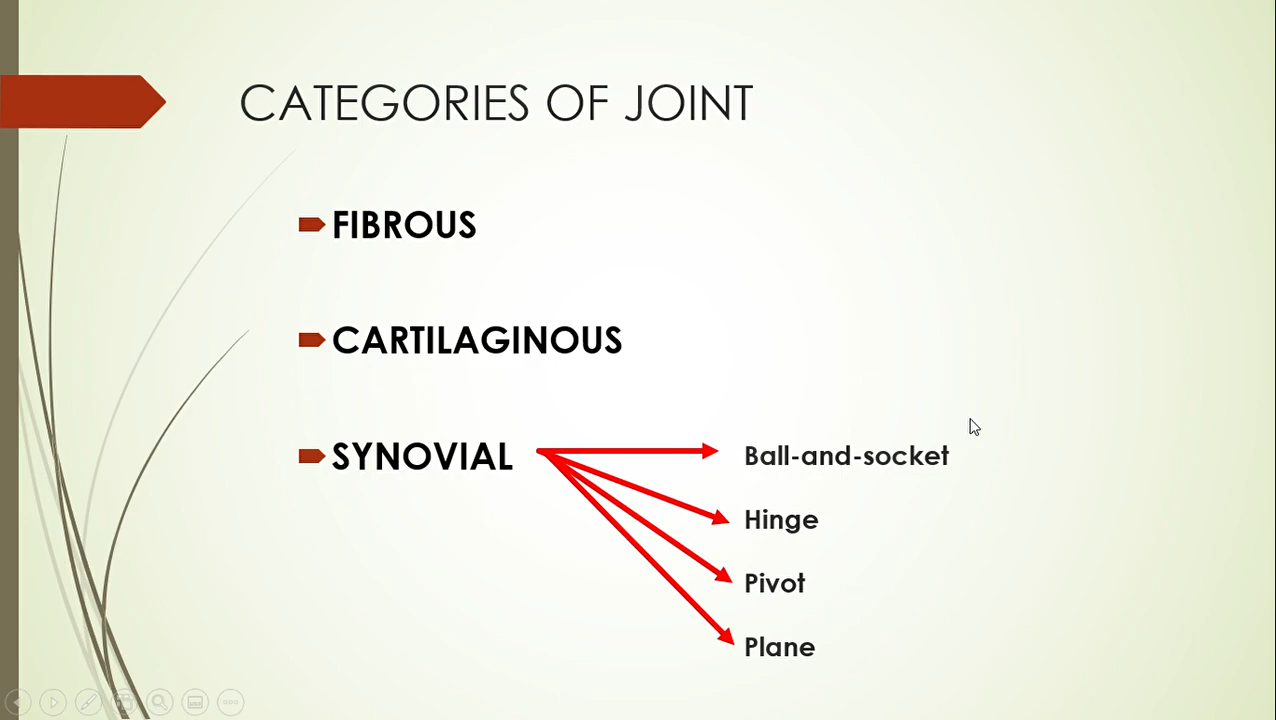 CATEGORIES OF JOINT
FIBROUS
CARTILAGINOUS
SYNOVIAL
Ball-and-socket
Hinge
Pivot
Plane